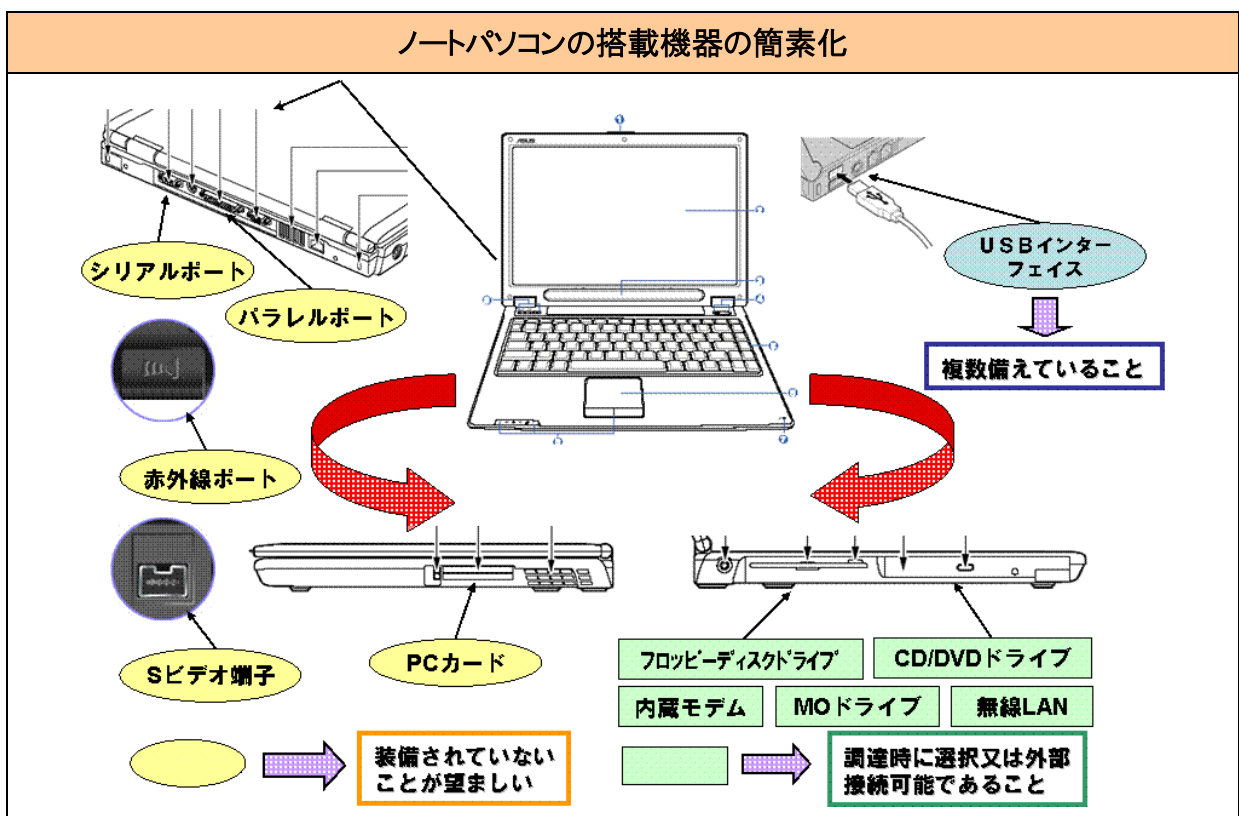 ノートパソコンの搭載機器の簡素化
ASUS
シリアルポート
パラレルポート
USBインター
フェイス
複数備えていること
赤外線ポート
Sビデオ端子
PCカード
フロッピーディスクドライブ
CD/DVDドライブ
内蔵モデム
MOドライブ
無線LAN
装備されていない
ことが望ましい
調達時に選択又は外部
接続可能であること